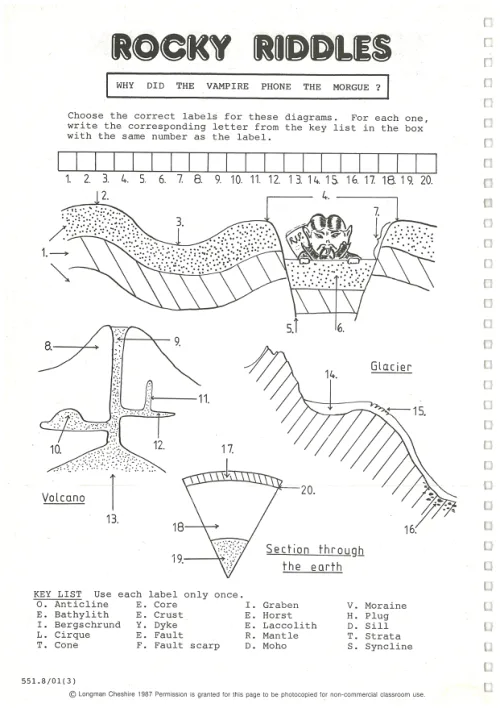 ROCKY RIDDLES
WHY DID THE VAMPIRE PHONE THE MORGUE ?
Choose the correct labels for these diagrams. For each one,
write the corresponding letter from the key list in the box
with the same number as the label.
1. 2. 3. 4. 5. 6. 7. 8. 9. 10. 11. 12. 13. 14. 15. 16. 17. 18. 19. 20.
2.
4.
3.
7.
R.I.P.
1.
5.
6.
8.
9.
Glacier
14.
11.
15.
10.
12.
17.
Volcano
13.
20.
18
16.
19.
Section through
the earth
KEY LIST Use each label only once.
O. Anticline E. Core I. Graben V. Moraine
E. Bathylith E. Crust E. Horst H. Plug
I. Bergschrund Y. Dyke E. Laccolith D. Sill
L. Cirque E. Fault R. Mantle T. Strata
T. Cone F. Fault scarp D. Moho S. Syncline
551.8/01(3)
© Longman Cheshire 1987 Permission is granted for this page to be photocopied for non-commercial classroom use.